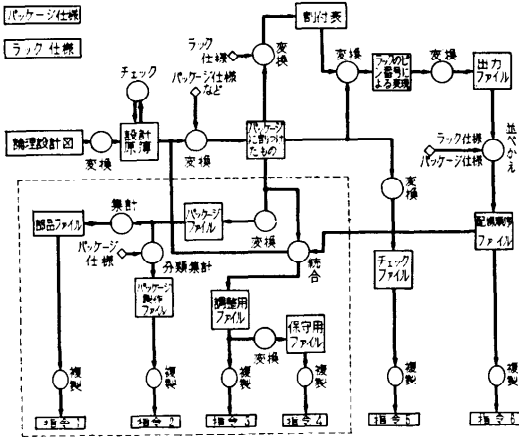 パッケージ仕様
ラック仕様
チェック
論理設計図
変換
設計
原簿
パッケージ仕様
など
変換
ラック
仕様
変換
割付表
パッケージ
に割つけ
たもの
変換
ラックのピ
ン番号に
よる表現
変換
出力
ファイル
ラック仕様
パッケージ仕様
並べかえ
変換
配線順序
ファイル
チェック
ファイル
部品ファイル
集計
パッケージ
ファイル
変換
パッケージ
仕様
分類集計
統合
パッケージ
製作
ファイル
調整用
ファイル
変換
保守用
ファイル
複製
複製
複製
複製
複製
複製
指令1
指令2
指令3
指令4
指令5
指令6